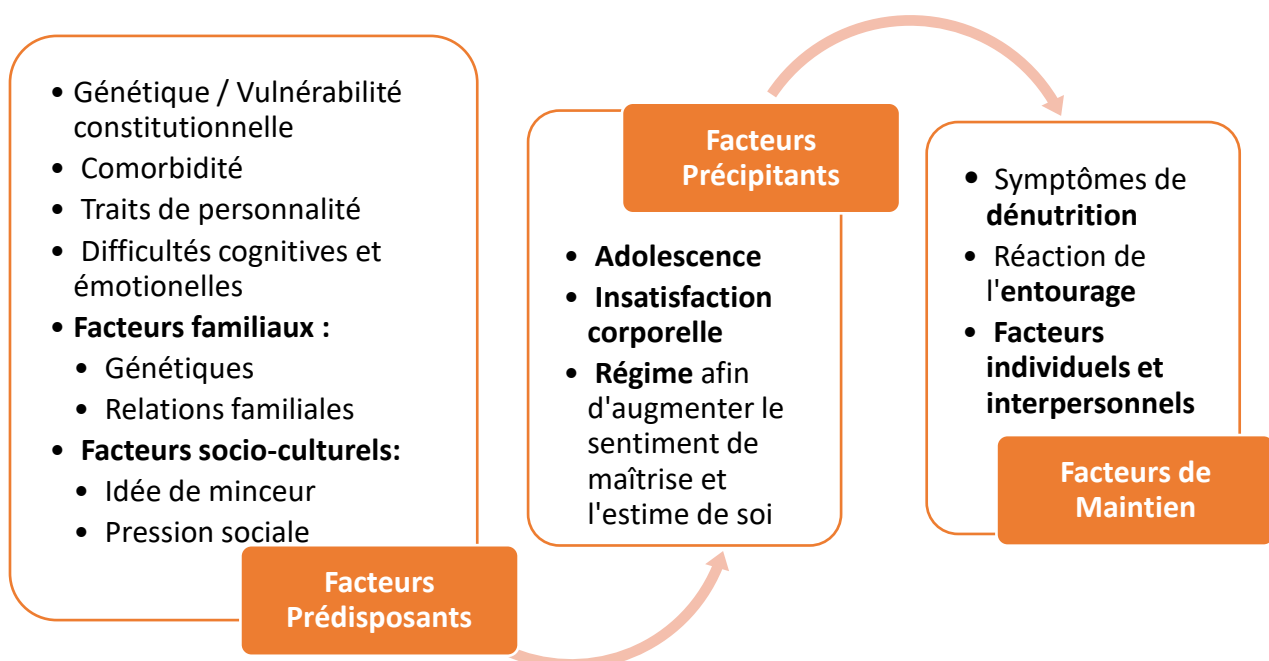 • Génétique / Vulnérabilité
constitutionnelle
• Comorbidité
• Traits de personnalité
• Difficultés cognitives et
émotionelles
• Facteurs familiaux :
• Génétiques
• Relations familiales
• Facteurs socio-culturels:
• Idée de minceur
• Pression sociale
Facteurs
Prédisposants
Facteurs
Précipitants
• Adolescence
• Insatisfaction
corporelle
• Régime afin
d'augmenter le
sentiment de
maîtrise et
l'estime de soi
• Symptômes de
dénutrition
• Réaction de
l'entourage
• Facteurs
individuels et
interpersonnels
Facteurs de
Maintien